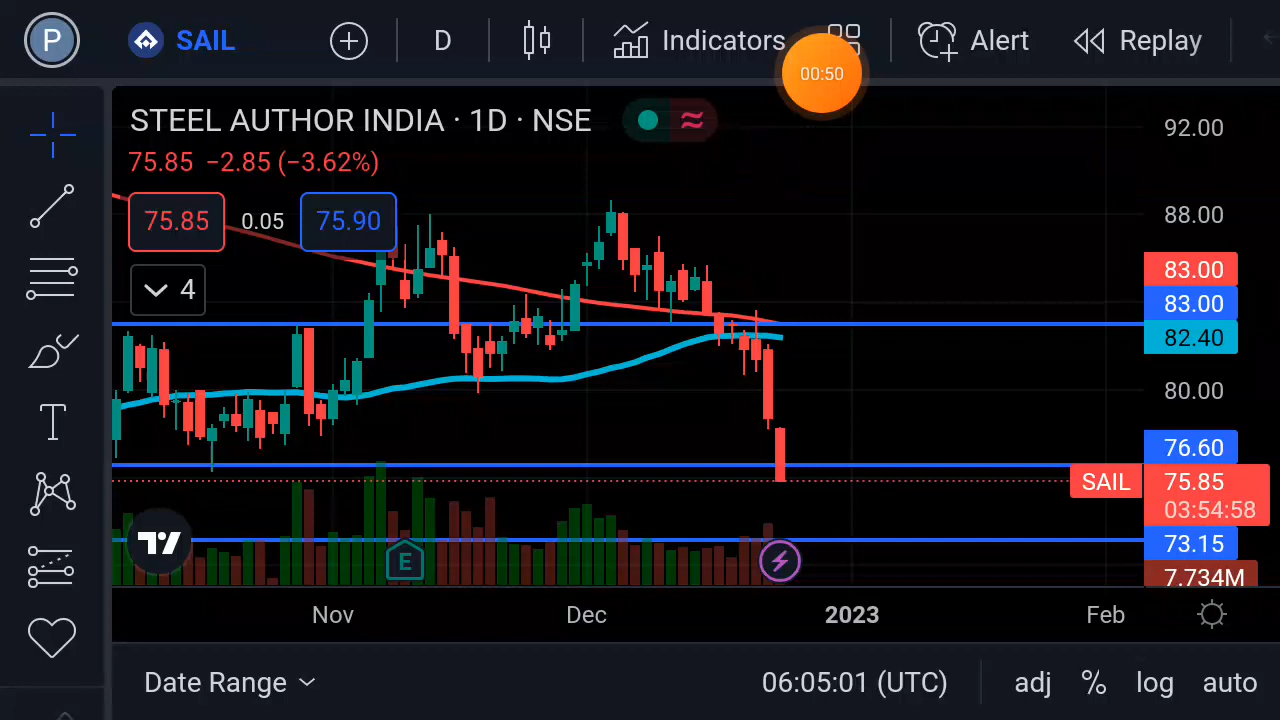 P SAIL D Indicators Alert Replay
00:50
STEEL AUTHOR INDIA · 1D · NSE
75.85 −2.85 (−3.62%)
75.85 0.05 75.90
4
92.00
88.00
83.00
83.00
82.40
80.00
76.60
SAIL 75.85
03:54:58
73.15
7.734M
T
E
Nov Dec 2023 Feb
Date Range 06:05:01 (UTC) adj % log auto